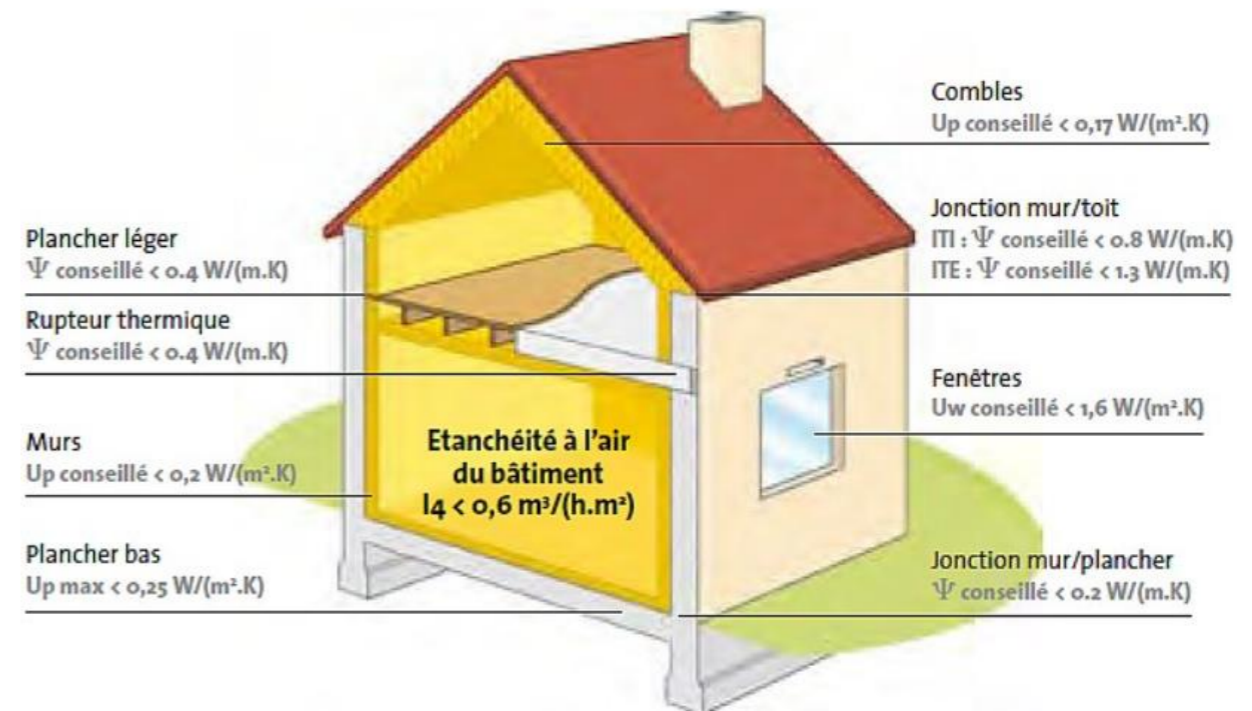 Combles
Up conseillé < 0,17 W/(m².K)
Jonction mur/toit
ITI : Ψ conseillé < 0.8 W/(m.K)
ITE : Ψ conseillé < 1.3 W/(m.K)
Plancher léger
Ψ conseillé < 0.4 W/(m.K)
Rupteur thermique
Ψ conseillé < 0.4 W/(m.K)
Fenêtres
Uw conseillé < 1,6 W/(m².K)
Murs
Up conseillé < 0,2 W/(m².K)
Etanchéité à l’air
du bâtiment
I4 < 0,6 m³/(h.m²)
Plancher bas
Up max < 0,25 W/(m².K)
Jonction mur/plancher
Ψ conseillé < 0.2 W/(m.K)